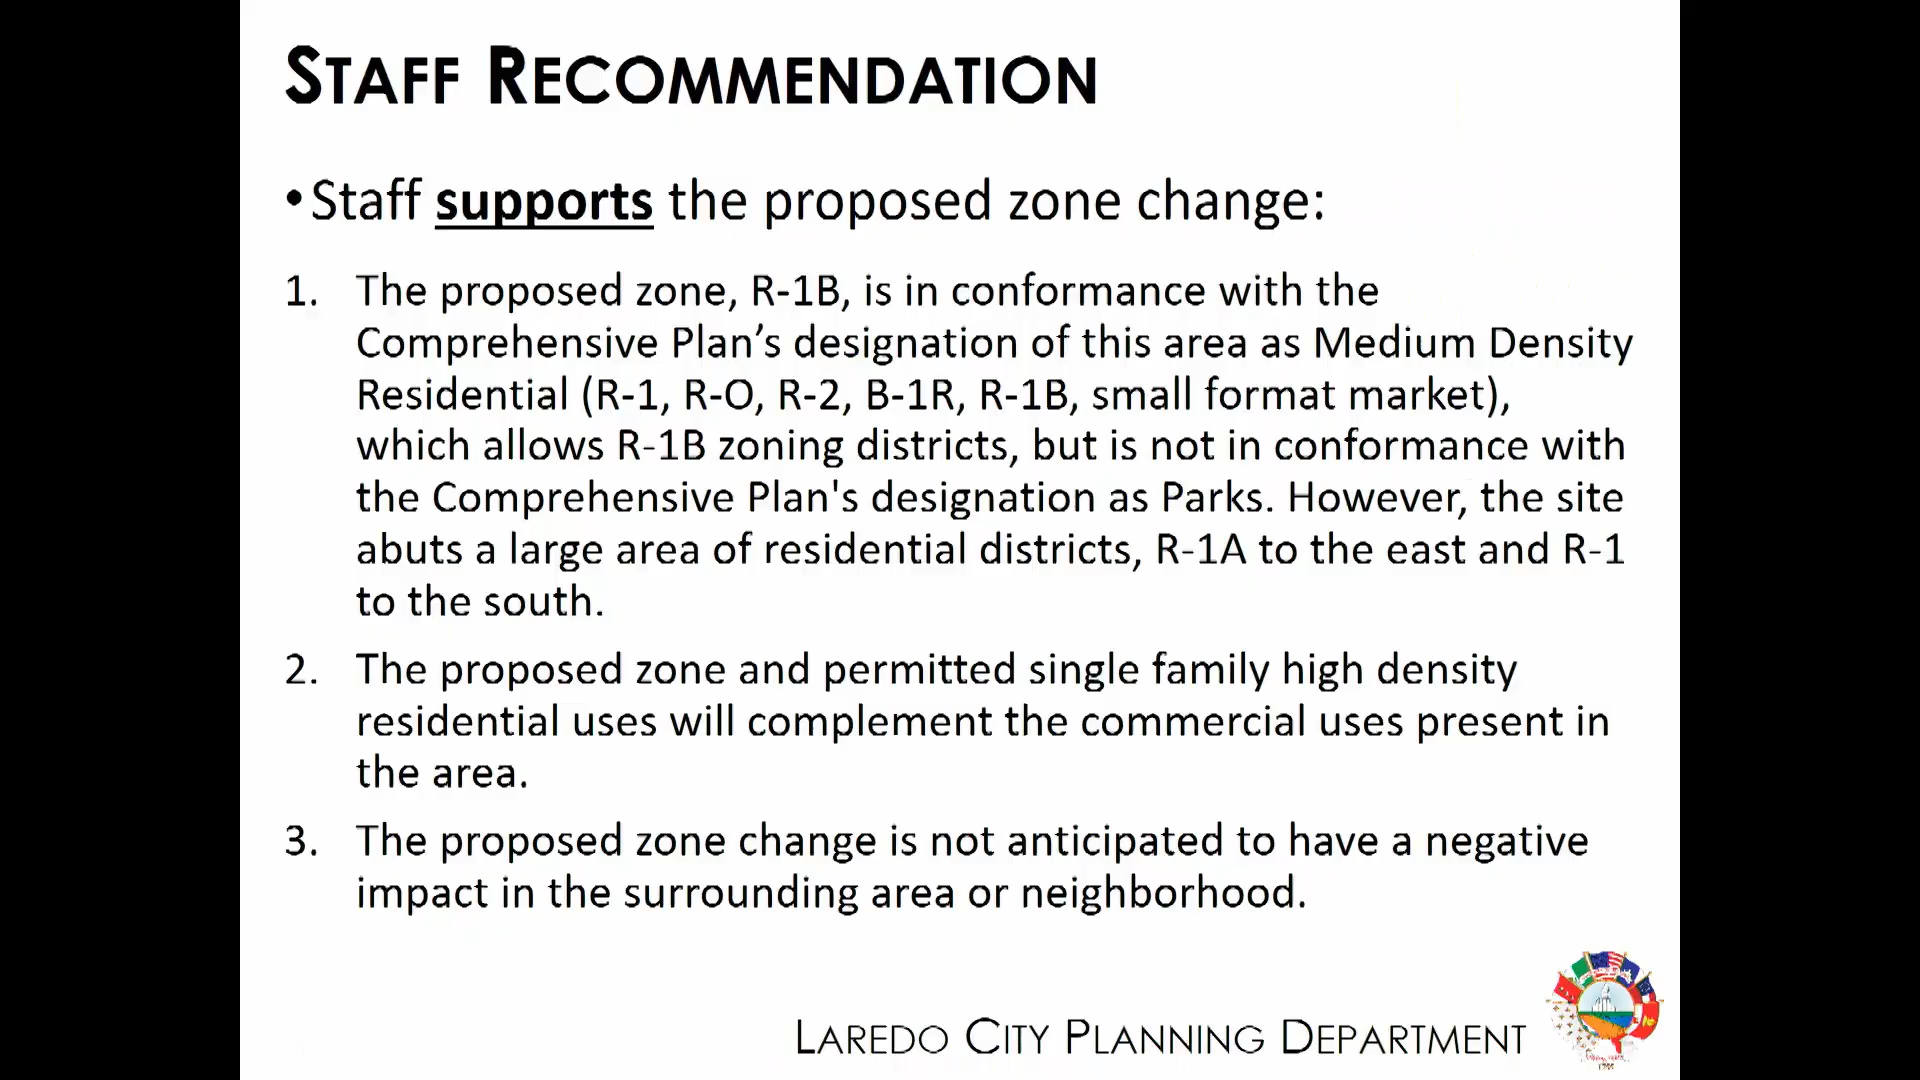 STAFF RECOMMENDATION
•Staff supports the proposed zone change:
1. The proposed zone, R-1B, is in conformance with the
Comprehensive Plan’s designation of this area as Medium Density
Residential (R-1, R-O, R-2, B-1R, R-1B, small format market),
which allows R-1B zoning districts, but is not in conformance with
the Comprehensive Plan's designation as Parks. However, the site
abuts a large area of residential districts, R-1A to the east and R-1
to the south.
2. The proposed zone and permitted single family high density
residential uses will complement the commercial uses present in
the area.
3. The proposed zone change is not anticipated to have a negative
impact in the surrounding area or neighborhood.
LAREDO CITY PLANNING DEPARTMENT